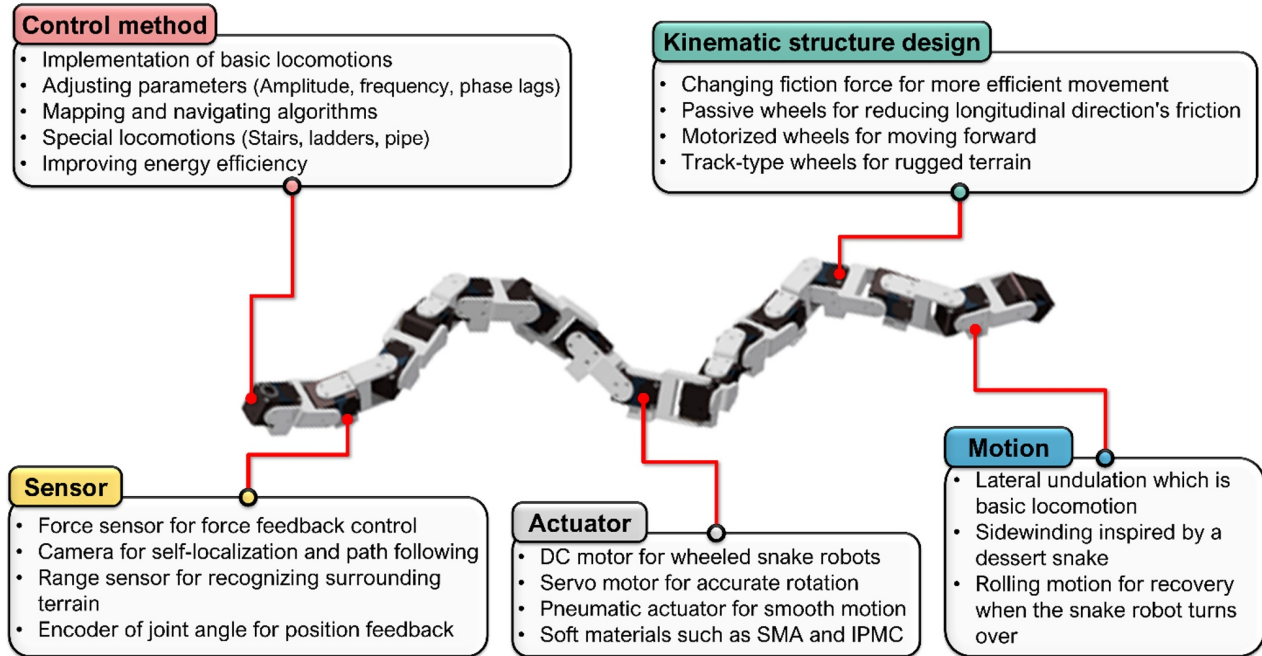 Control method
• Implementation of basic locomotions
• Adjusting parameters (Amplitude, frequency, phase lags)
• Mapping and navigating algorithms
• Special locomotions (Stairs, ladders, pipe)
• Improving energy efficiency
Kinematic structure design
• Changing fiction force for more efficient movement
• Passive wheels for reducing longitudinal direction's friction
• Motorized wheels for moving forward
• Track-type wheels for rugged terrain
Sensor
• Force sensor for force feedback control
• Camera for self-localization and path following
• Range sensor for recognizing surrounding
terrain
• Encoder of joint angle for position feedback
Actuator
• DC motor for wheeled snake robots
• Servo motor for accurate rotation
• Pneumatic actuator for smooth motion
• Soft materials such as SMA and IPMC
Motion
• Lateral undulation which is
basic locomotion
• Sidewinding inspired by a
dessert snake
• Rolling motion for recovery
when the snake robot turns
over